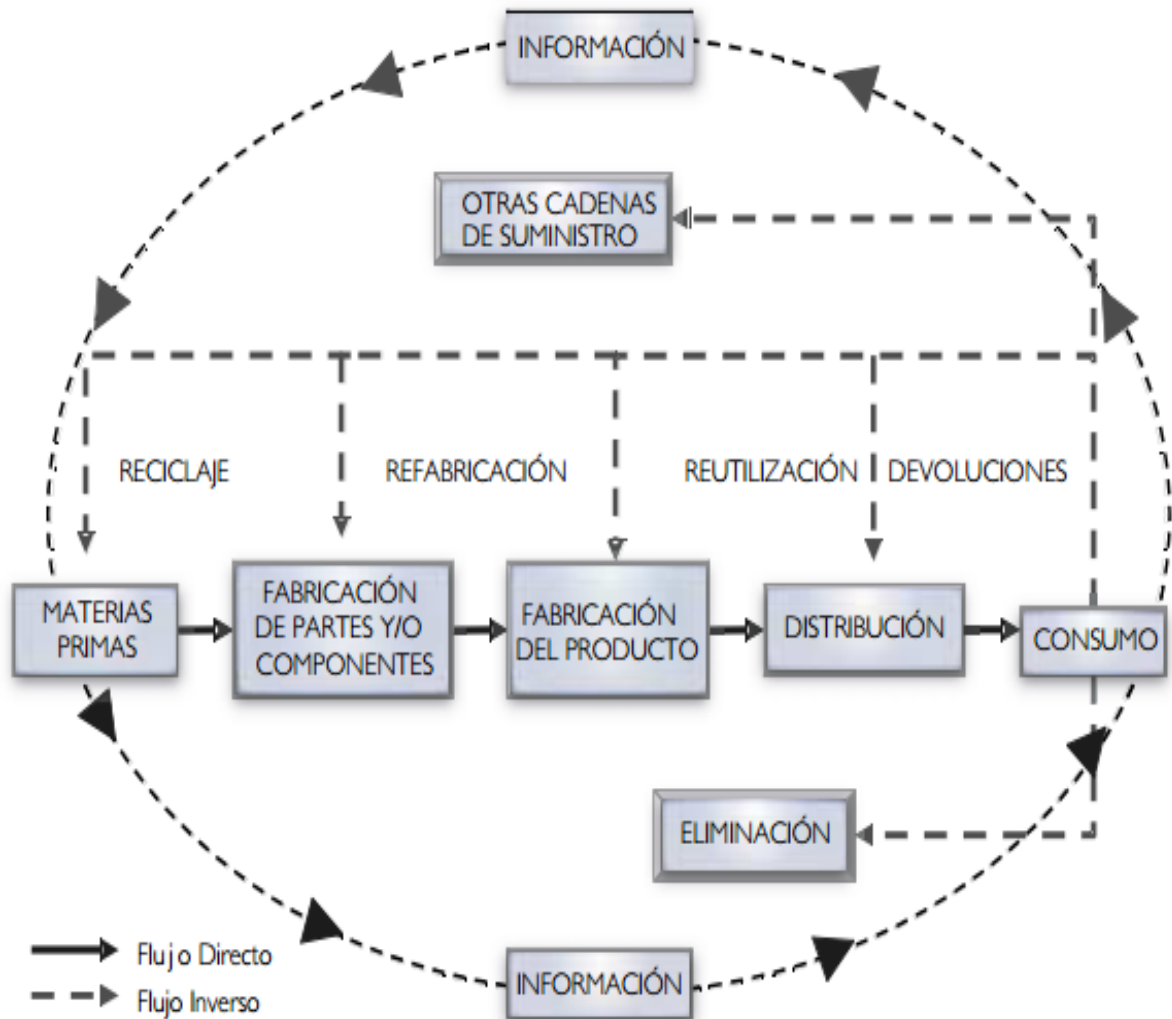 INFORMACIÓN
OTRAS CADENAS
DE SUMINISTRO
RECICLAJE
REFABRICACIÓN
REUTILIZACIÓN
DEVOLUCIONES
MATERIAS
PRIMAS
FABRICACIÓN
DE PARTES Y/O
COMPONENTES
FABRICACIÓN
DEL PRODUCTO
DISTRIBUCIÓN
CONSUMO
ELIMINACIÓN
INFORMACIÓN
Flujo Directo
Flujo Inverso